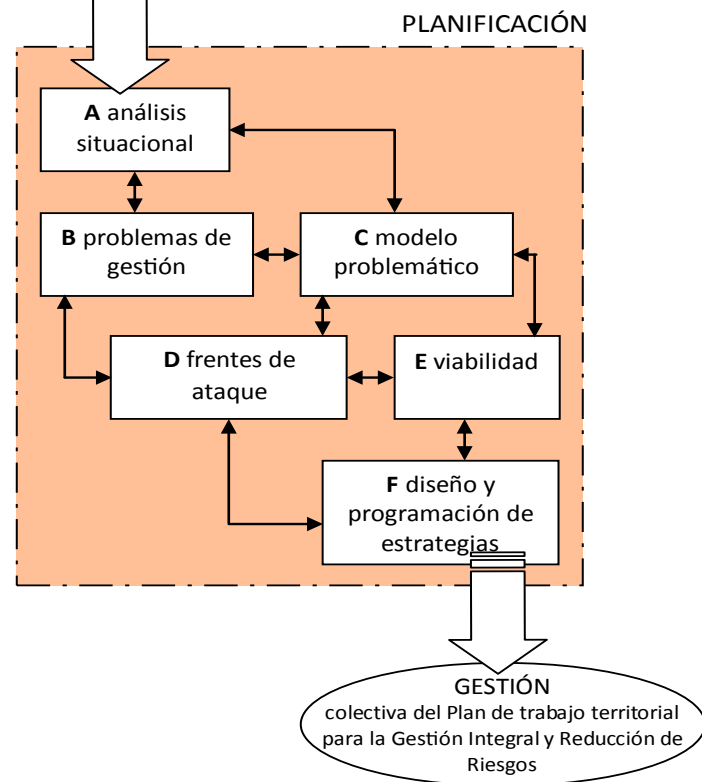 PLANIFICACIÓN
A análisis
situacional
B problemas de
gestión
C modelo
problemático
D frentes de
ataque
E viabilidad
F diseño y
programación de
estrategias
GESTIÓN
colectiva del Plan de trabajo territorial
para la Gestión Integral y Reducción de
Riesgos